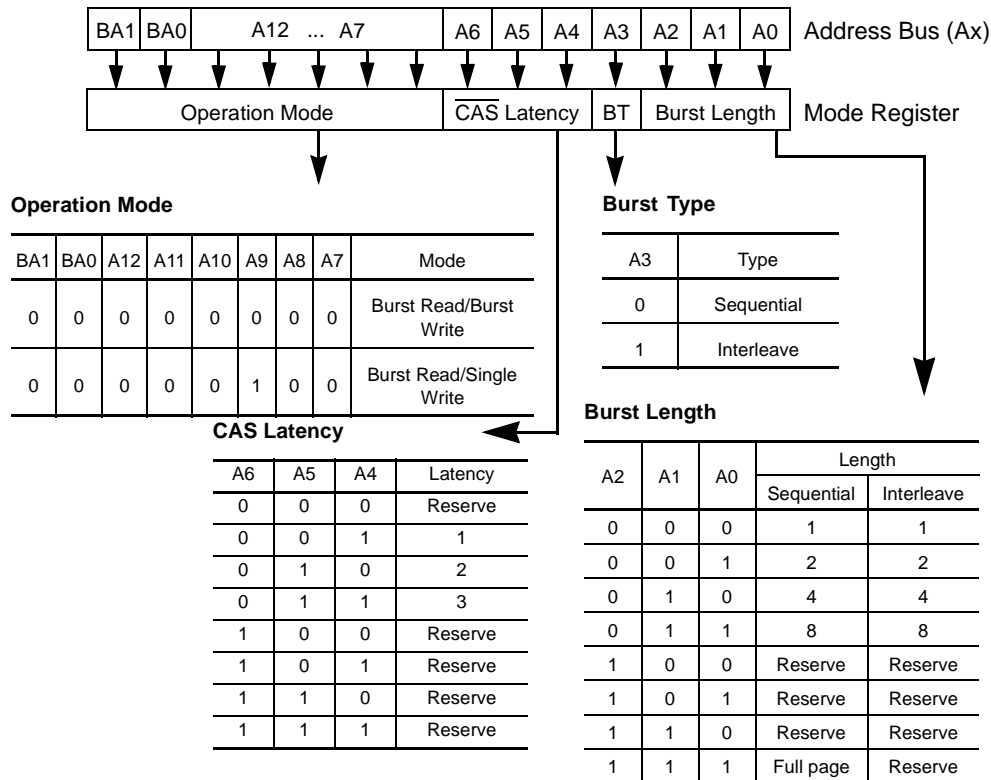 BA1 BA0 A12 ... A7 A6 A5 A4 A3 A2 A1 A0 Address Bus (Ax)
Operation Mode CAS Latency BT Burst Length Mode Register
Operation Mode
BA1 BA0 A12 A11 A10 A9 A8 A7 Mode
0 0 0 0 0 0 0 0 Burst Read/Burst
Write
0 0 0 0 0 1 0 0 Burst Read/Single
Write
Burst Type
A3 Type
0 Sequential
1 Interleave
CAS Latency
A6 A5 A4 Latency
0 0 0 Reserve
0 0 1 1
0 1 0 2
0 1 1 3
1 0 0 Reserve
1 0 1 Reserve
1 1 0 Reserve
1 1 1 Reserve
Burst Length
A2 A1 A0 Length
Sequential Interleave
0 0 0 1 1
0 0 1 2 2
0 1 0 4 4
0 1 1 8 8
1 0 0 Reserve Reserve
1 0 1 Reserve Reserve
1 1 0 Reserve Reserve
1 1 1 Full page Reserve